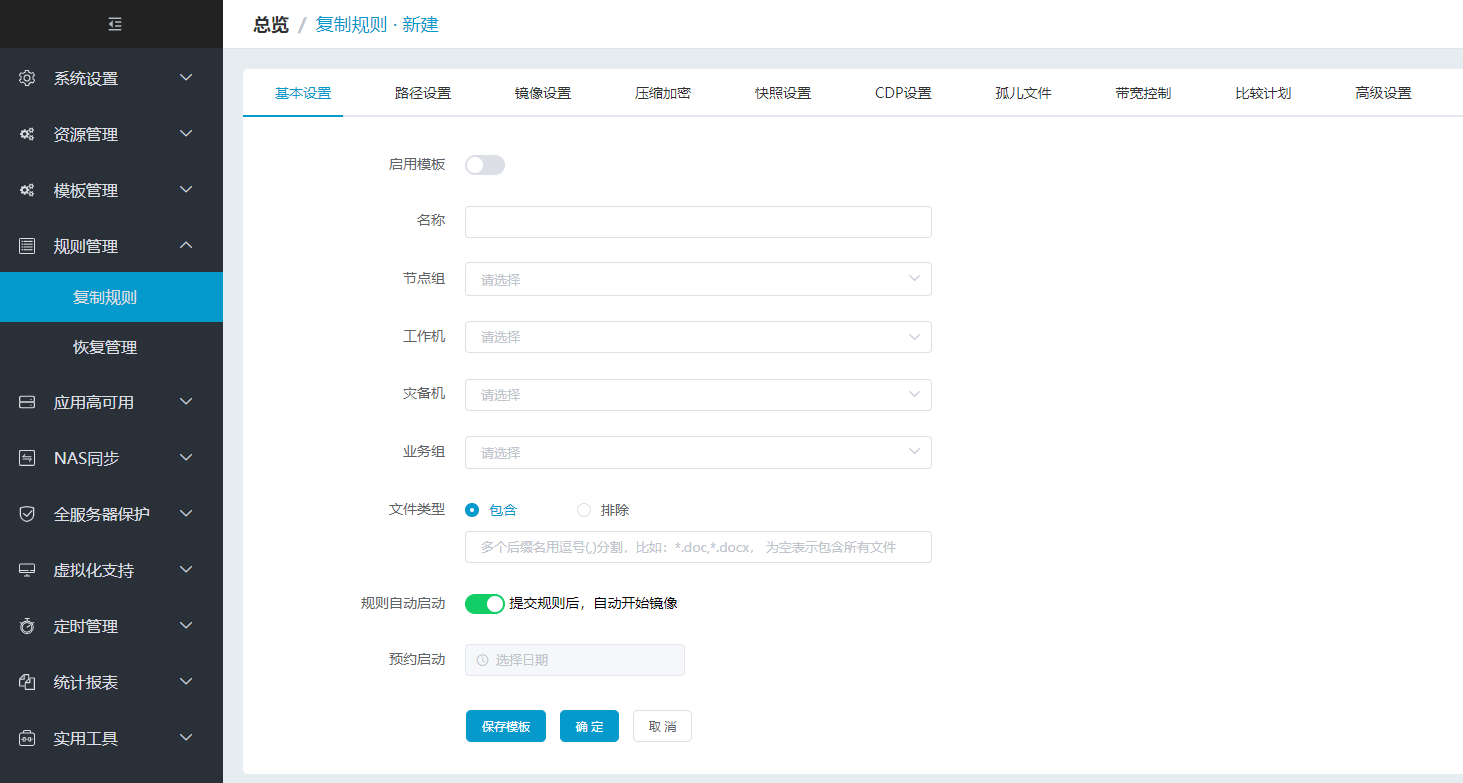 总览 / 复制规则 · 新建
系统设置
资源管理
模板管理
规则管理
复制规则
恢复管理
应用高可用
NAS同步
全服务器保护
虚拟化支持
定时管理
统计报表
实用工具
基本设置 路径设置 镜像设置 压缩加密 快照设置 CDP设置 孤儿文件 带宽控制 比较计划 高级设置
启用模板
名称
节点组 请选择
工作机 请选择
灾备机 请选择
业务组 请选择
文件类型 包含 排除
多个后缀名用逗号(,)分割，比如：*.doc,*.docx， 为空表示包含所有文件
规则自动启动 提交规则后，自动开始镜像
预约启动 选择日期
保存模板 确 定 取 消